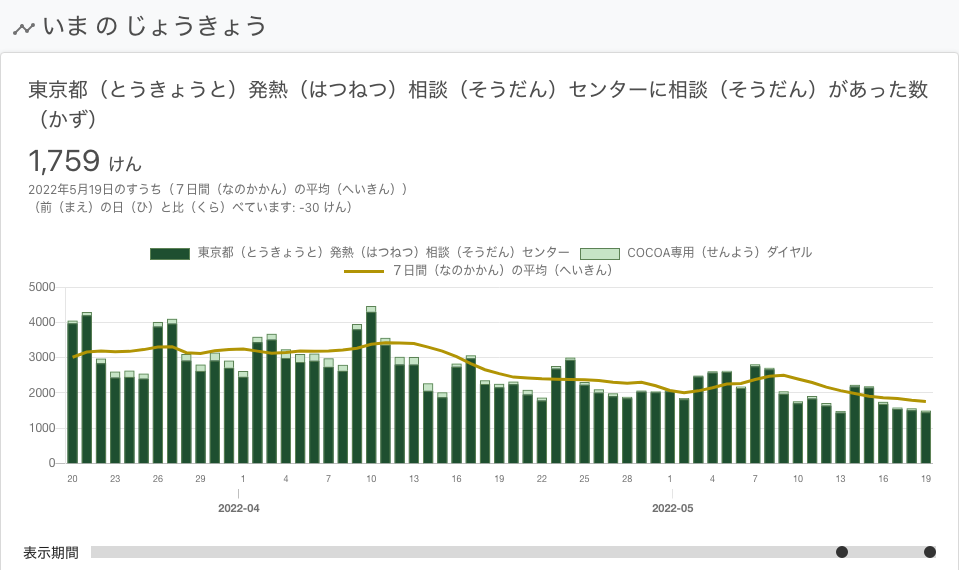 いま の じょうきょう
東京都（とうきょうと）発熱（はつねつ）相談（そうだん）センターに相談（そうだん）があった数
（かず）
1,759 けん
2022年5月19日のすうち（７日間（なのかかん）の平均（へいきん））
（前（まえ）の日（ひ）と比（くら）べています: -30 けん）
東京都（とうきょうと）発熱（はつねつ）相談（そうだん）センター COCOA専用（せんよう）ダイヤル
７日間（なのかかん）の平均（へいきん）
5000
4000
3000
2000
1000
0
20 23 26 29 1 4 7 10 13 16 19 22 25 28 1 4 7 10 13 16 19
2022-04 2022-05
表示期間